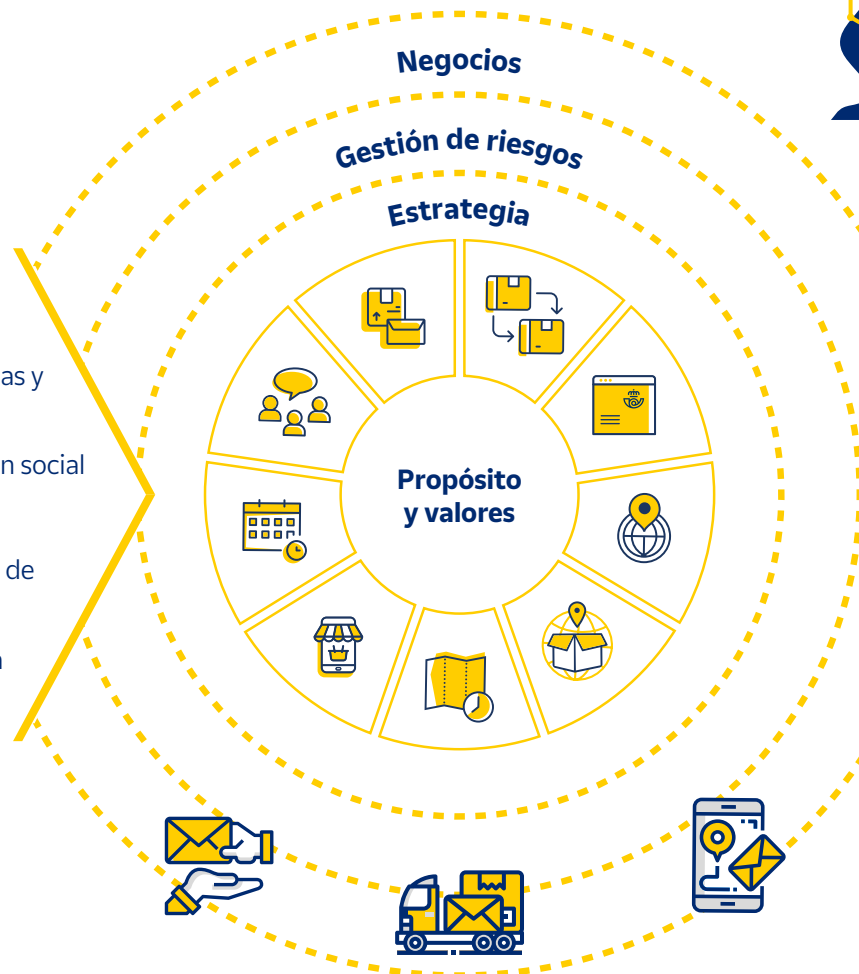 Negocios
Gestión de riesgos
Estrategia
as y
n social
de
Propósito
y valores